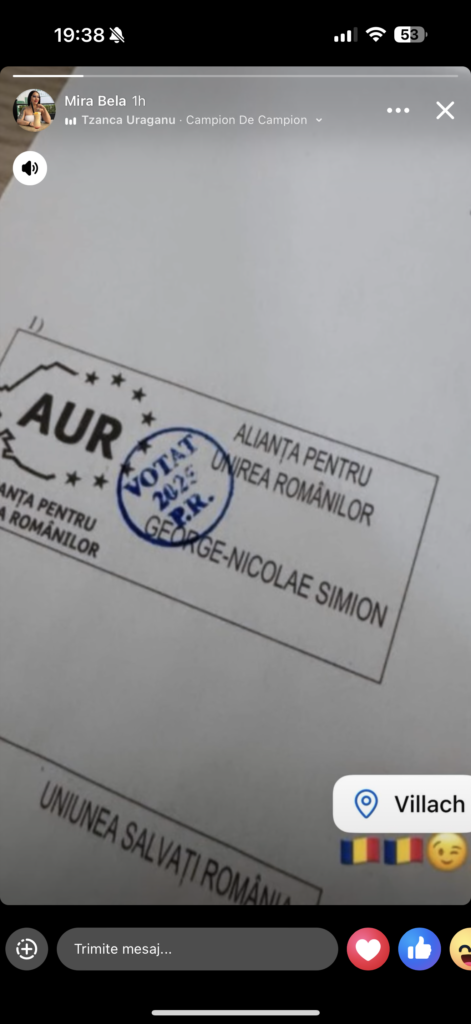 19:38
53
Mira Bela 1h
Tzanca Uraganu · Campion De Campion
1)
AUR
ALIANȚA PENTRU
UNIREA ROMÂNILOR
VOTAT
2025
P.R.
ANȚA PENTRU
A ROMÂNILOR
GEORGE-NICOLAE SIMION
Villach
UNIUNEA SALVAȚI ROMÂNIA
Trimite mesaj...